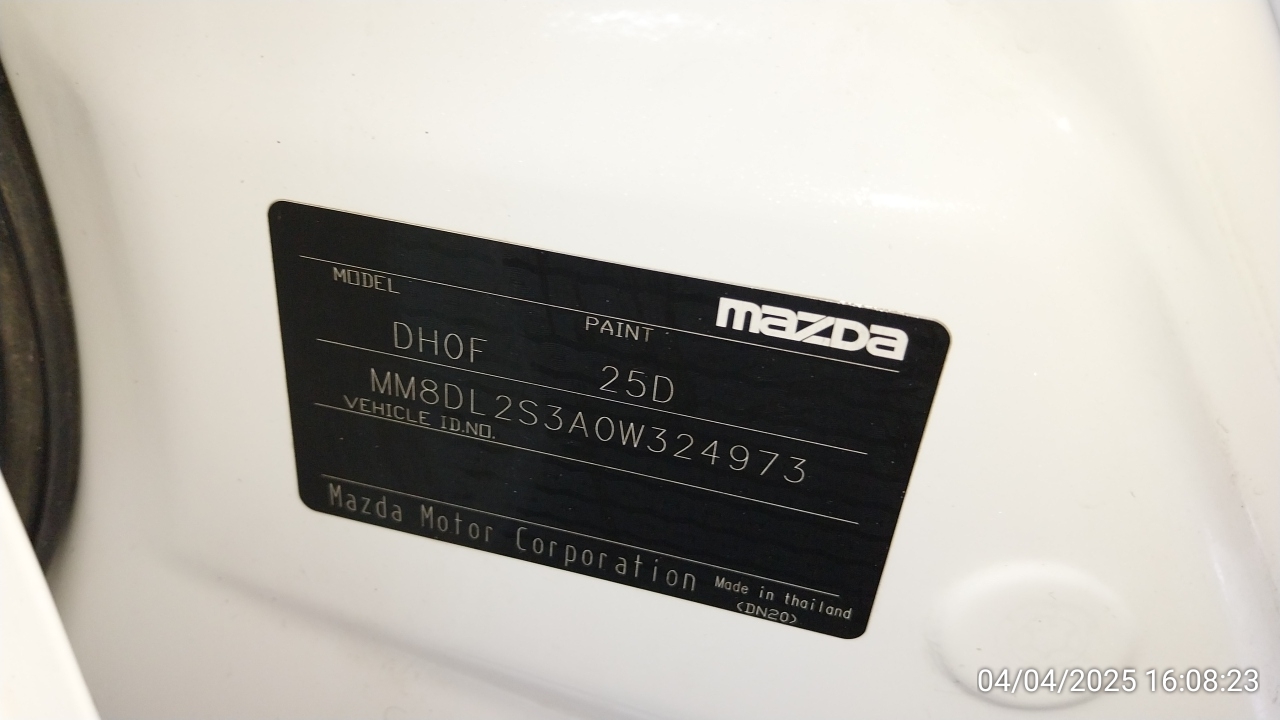 mazda
MODEL
PAINT
DH0F
25D
MM8DL2S3A0W324973
VEHICLE ID.NO.
Mazda Motor Corporation
Made in thailand
(DN20)
04/04/2025 16:08:23